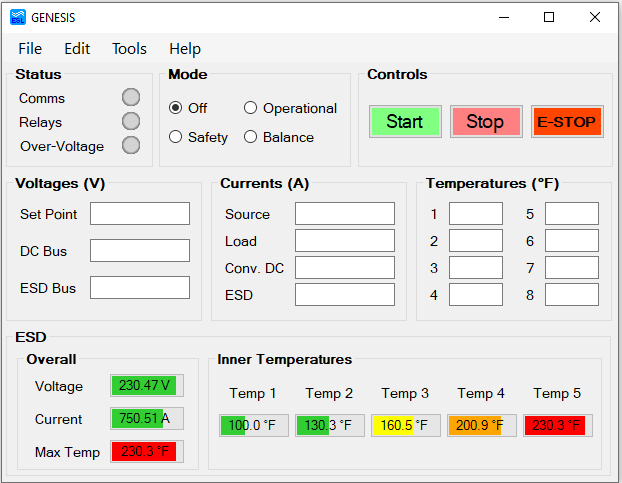 ESL GENESIS
File Edit Tools Help
Status
Comms
Relays
Over-Voltage
Mode
Off Operational
Safety Balance
Controls
Start Stop E-STOP
Voltages (V)
Set Point
DC Bus
ESD Bus
Currents (A)
Source
Load
Conv. DC
ESD
Temperatures (°F)
1 5
2 6
3 7
4 8
ESD
Overall
Voltage 230.47 V
Current 750.51 A
Max Temp 230.3 °F
Inner Temperatures
Temp 1 Temp 2 Temp 3 Temp 4 Temp 5
100.0 °F 130.3 °F 160.5 °F 200.9 °F 230.3 °F